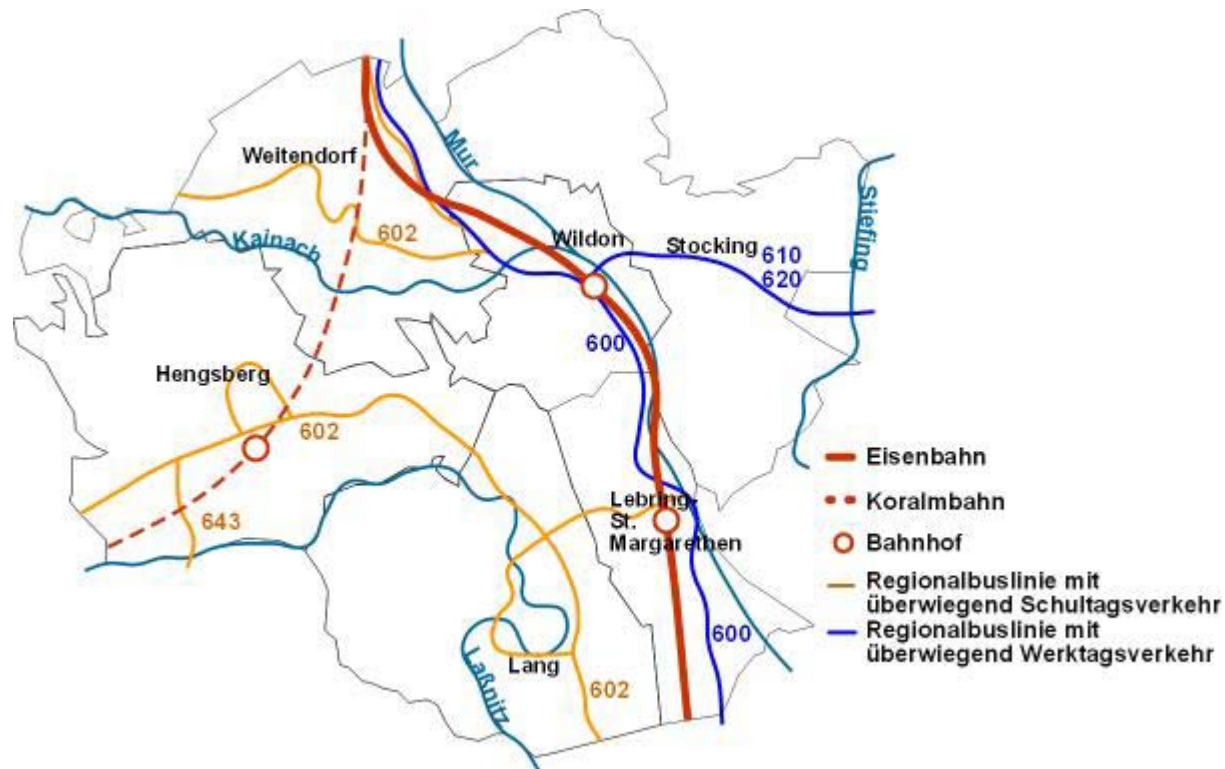 Mur
Weitendorf
Stiefing
602
Kainach
Wildon
Stocking
610
620
600
Hengsberg
602
643
Lebring-
St.
Margarethen
Eisenbahn
Koralmbahn
Bahnhof
Regionalbuslinie mit
überwiegend Schultagsverkehr
Regionalbuslinie mit
überwiegend Werktagsverkehr
600
Lang
Laßnitz
602